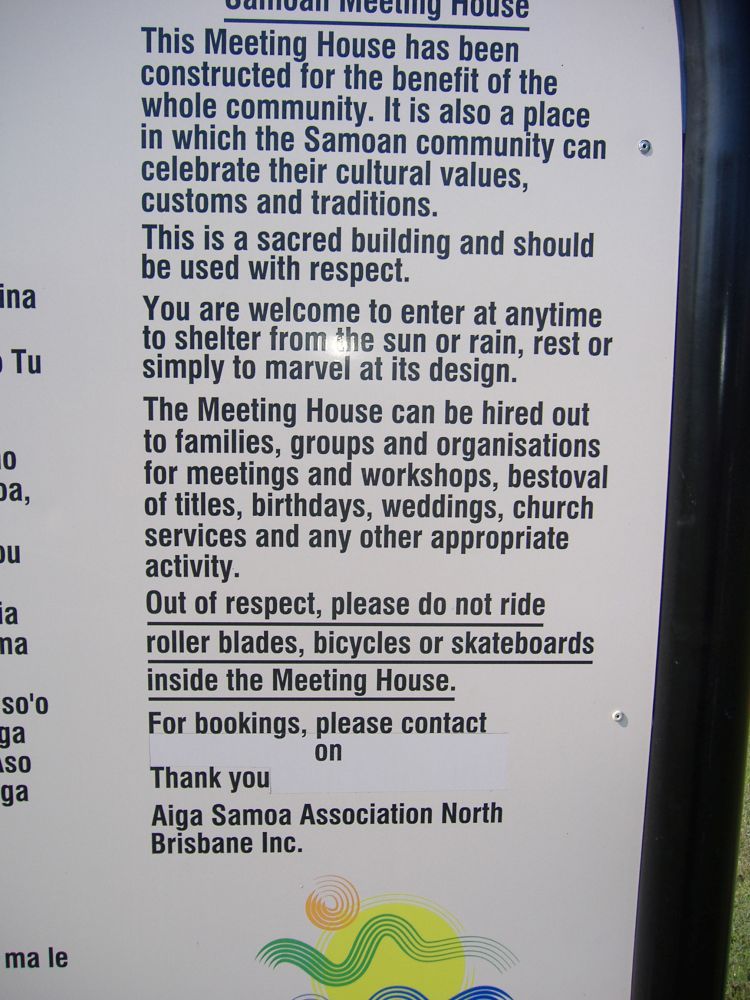 Samoan Meeting House
This Meeting House has been
constructed for the benefit of the
whole community. It is also a place
in which the Samoan community can
celebrate their cultural values,
customs and traditions.
This is a sacred building and should
be used with respect.
You are welcome to enter at anytime
to shelter from the sun or rain, rest or
simply to marvel at its design.
The Meeting House can be hired out
to families, groups and organisations
for meetings and workshops, bestoval
of titles, birthdays, weddings, church
services and any other appropriate
activity.
Out of respect, please do not ride
roller blades, bicycles or skateboards
inside the Meeting House.
For bookings, please contact
on
Thank you
Aiga Samoa Association North
Brisbane Inc.
ina
Tu
oa,
ou
ia
ma
so'o
ga
Aso
ga
ma le